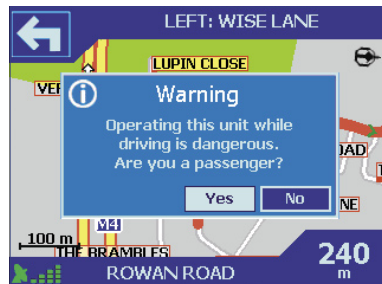 LEFT: WISE LANE
LUPIN CLOSE
Warning
Operating this unit while
driving is dangerous.
Are you a passenger?
Yes No
M4
100 m
THE BRAMBLES
240
m
ROWAN ROAD